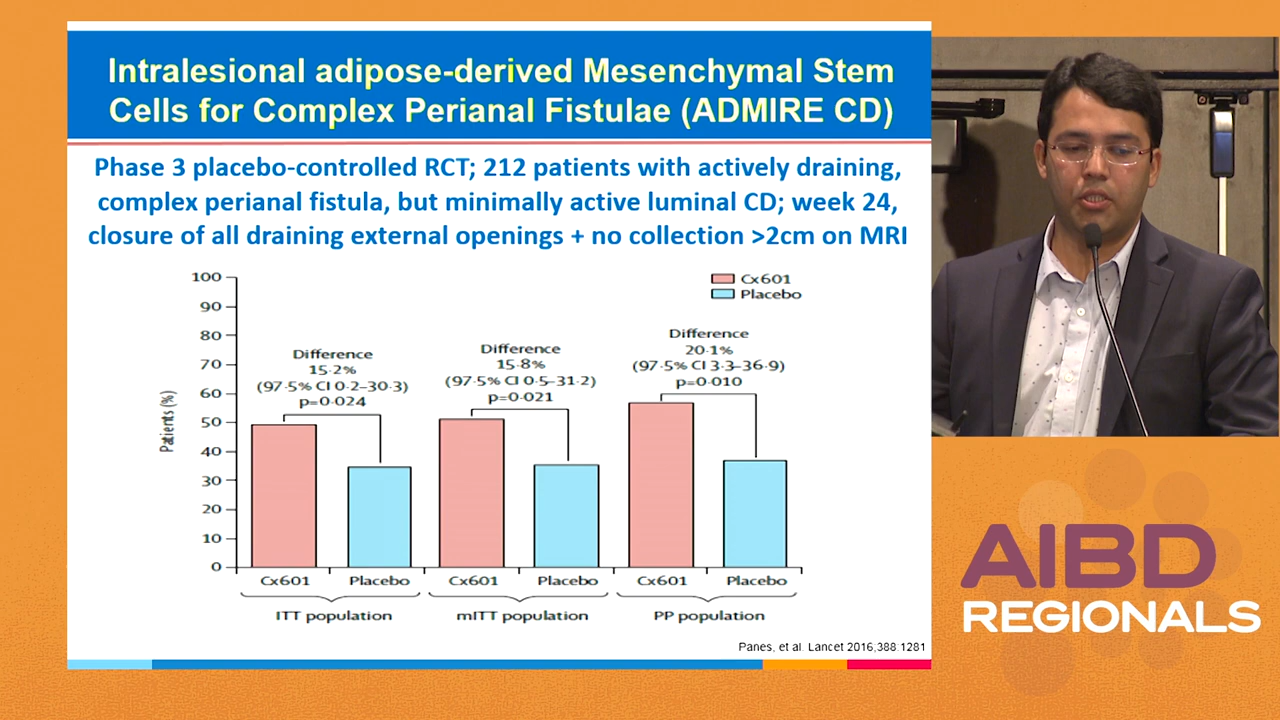 Intralesional adipose-derived Mesenchymal Stem
Cells for Complex Perianal Fistulae (ADMIRE CD)
Phase 3 placebo-controlled RCT; 212 patients with actively draining,
complex perianal fistula, but minimally active luminal CD; week 24,
closure of all draining external openings + no collection >2cm on MRI
Cx601
Placebo
Patients (%)
100
90
80
70
60
50
40
30
20
10
0
Difference
15·2%
(97·5% CI 0·2–30·3)
p=0·024
Difference
15·8%
(97·5% CI 0·5–31·2)
p=0·021
Difference
20·1%
(97·5% CI 3·3–36·9)
p=0·010
Cx601 Placebo Cx601 Placebo Cx601 Placebo
ITT population mITT population PP population
Panes, et al. Lancet 2016;388:1281
AIBD
REGIONALS